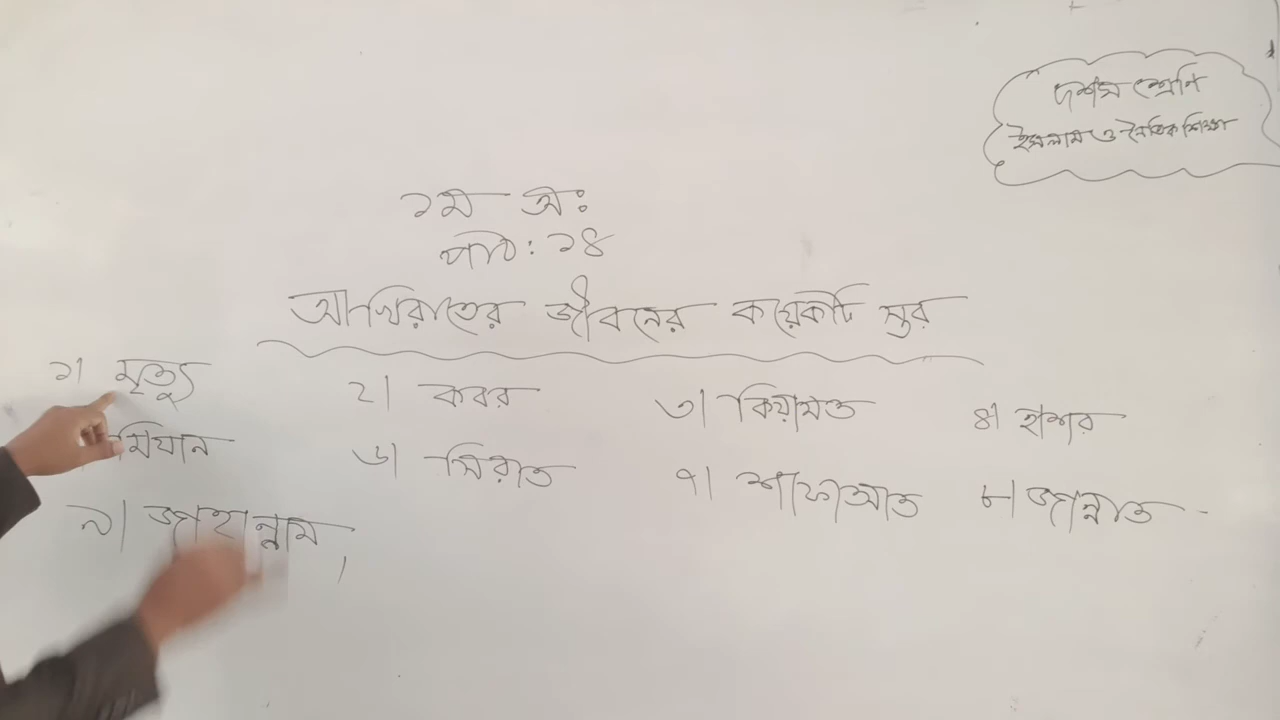 দশম শ্রেণি
ইসলাম ও নৈতিক শিক্ষা
১ম অঃ
পাঠ : ১৪
আখিরাতের জীবনের কয়েকটি স্তর
১। মৃত্যু ২। কবর ৩। কিয়ামত ৪। হাশর
মিযান ৬। সিরাত ৭। শাফাআত ৮। জান্নাত
৯। জাহান্নাম